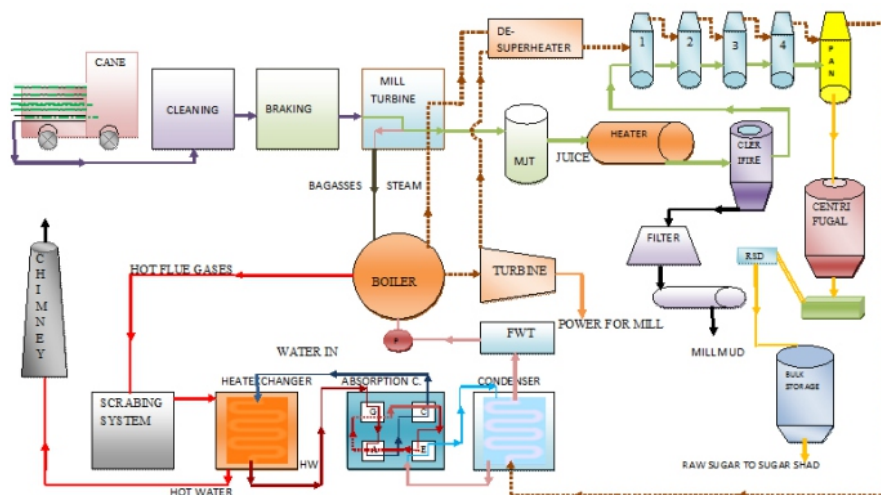 CANE
CLEANING
BRAKING
MILL
TURBINE
DE-
SUPERHEATER
1
2
3
4
P
A
N
MJT
JUICE
HEATER
CLER
IFIRE
CENTRI
FUGAL
BAGASSES
STEAM
FILTER
RSD
CHIMNEY
HOT FLUE GASES
BOILER
TURBINE
POWER FOR MILL
MILL MUD
P
FWT
WATER IN
BULK
STORAGE
SCRABING
SYSTEM
HEATEXCHANGER
ABSORPTION C.
CONDENSER
G
C
A
E
HW
HOT WATER
RAW SUGAR TO SUGAR SHAD